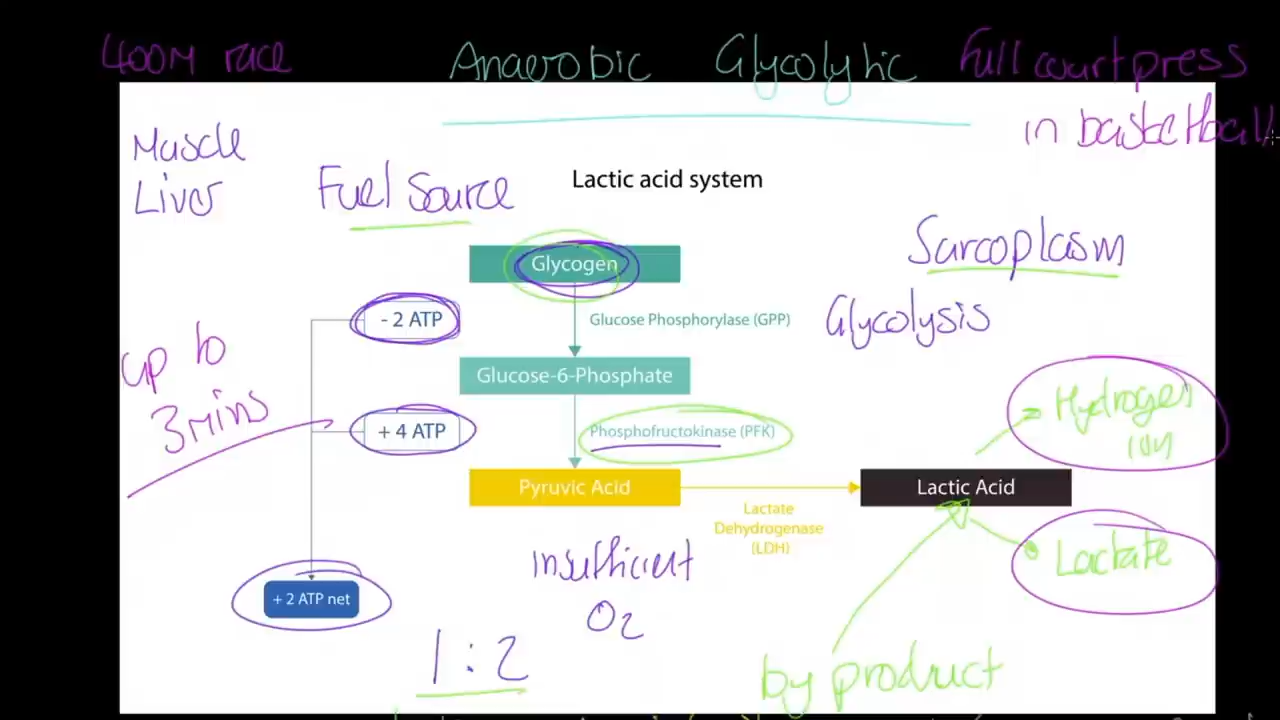 400M race
Anaerobic Glycolytic
Full court press
in basketball
Muscle
Liver
Fuel Source
Lactic acid system
Sarcoplasm
Glycogen
- 2 ATP
Glucose Phosphorylase (GPP)
Glycolysis
up to
3mins
Glucose-6-Phosphate
+ 4 ATP
Phosphofructokinase (PFK)
Hydrogen
ion
Pyruvic Acid
Lactic Acid
Lactate
Dehydrogenase
(LDH)
Lactate
insufficient
O2
+ 2 ATP net
1 : 2
by product